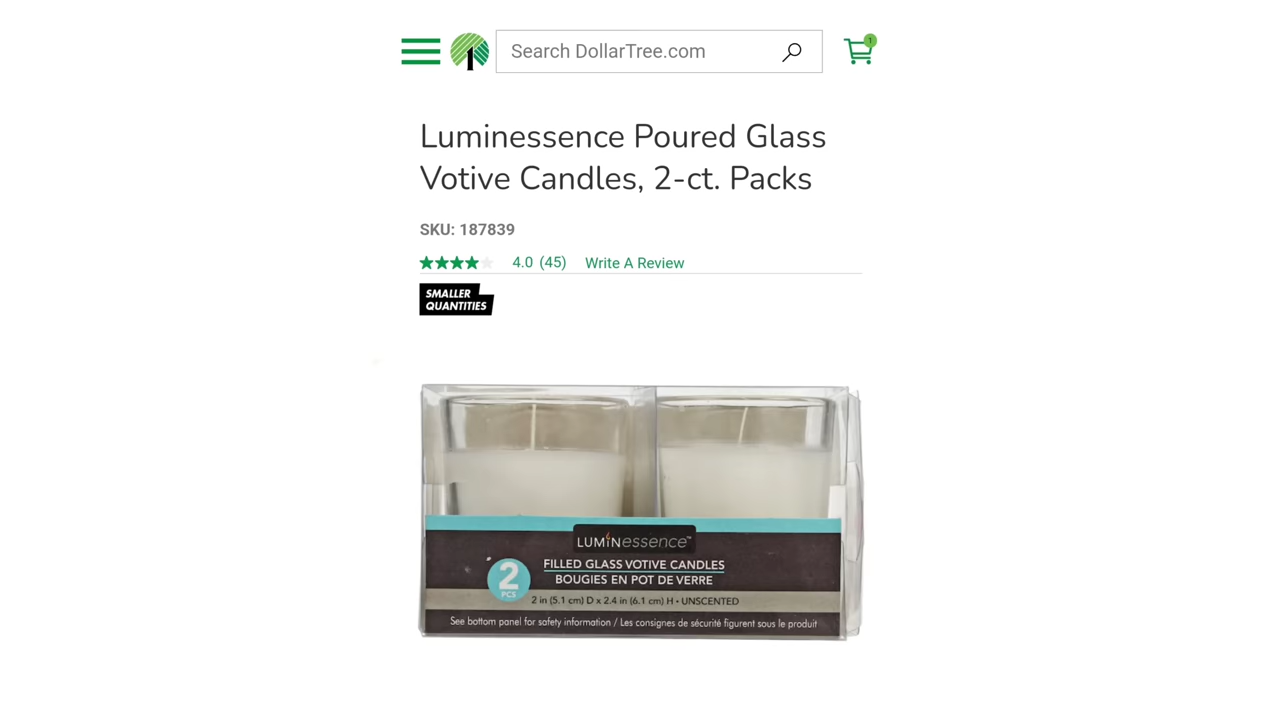 Search DollarTree.com
1
Luminessence Poured Glass
Votive Candles, 2-ct. Packs
SKU: 187839
4.0 (45) Write A Review
SMALLER
QUANTITIES
LUMINessence™
2
PCS
FILLED GLASS VOTIVE CANDLES
BOUGIES EN POT DE VERRE
2 in (5.1 cm) D x 2.4 in (6.1 cm) H • UNSCENTED
See bottom panel for safety information / Les consignes de sécurité figurent sous le produit